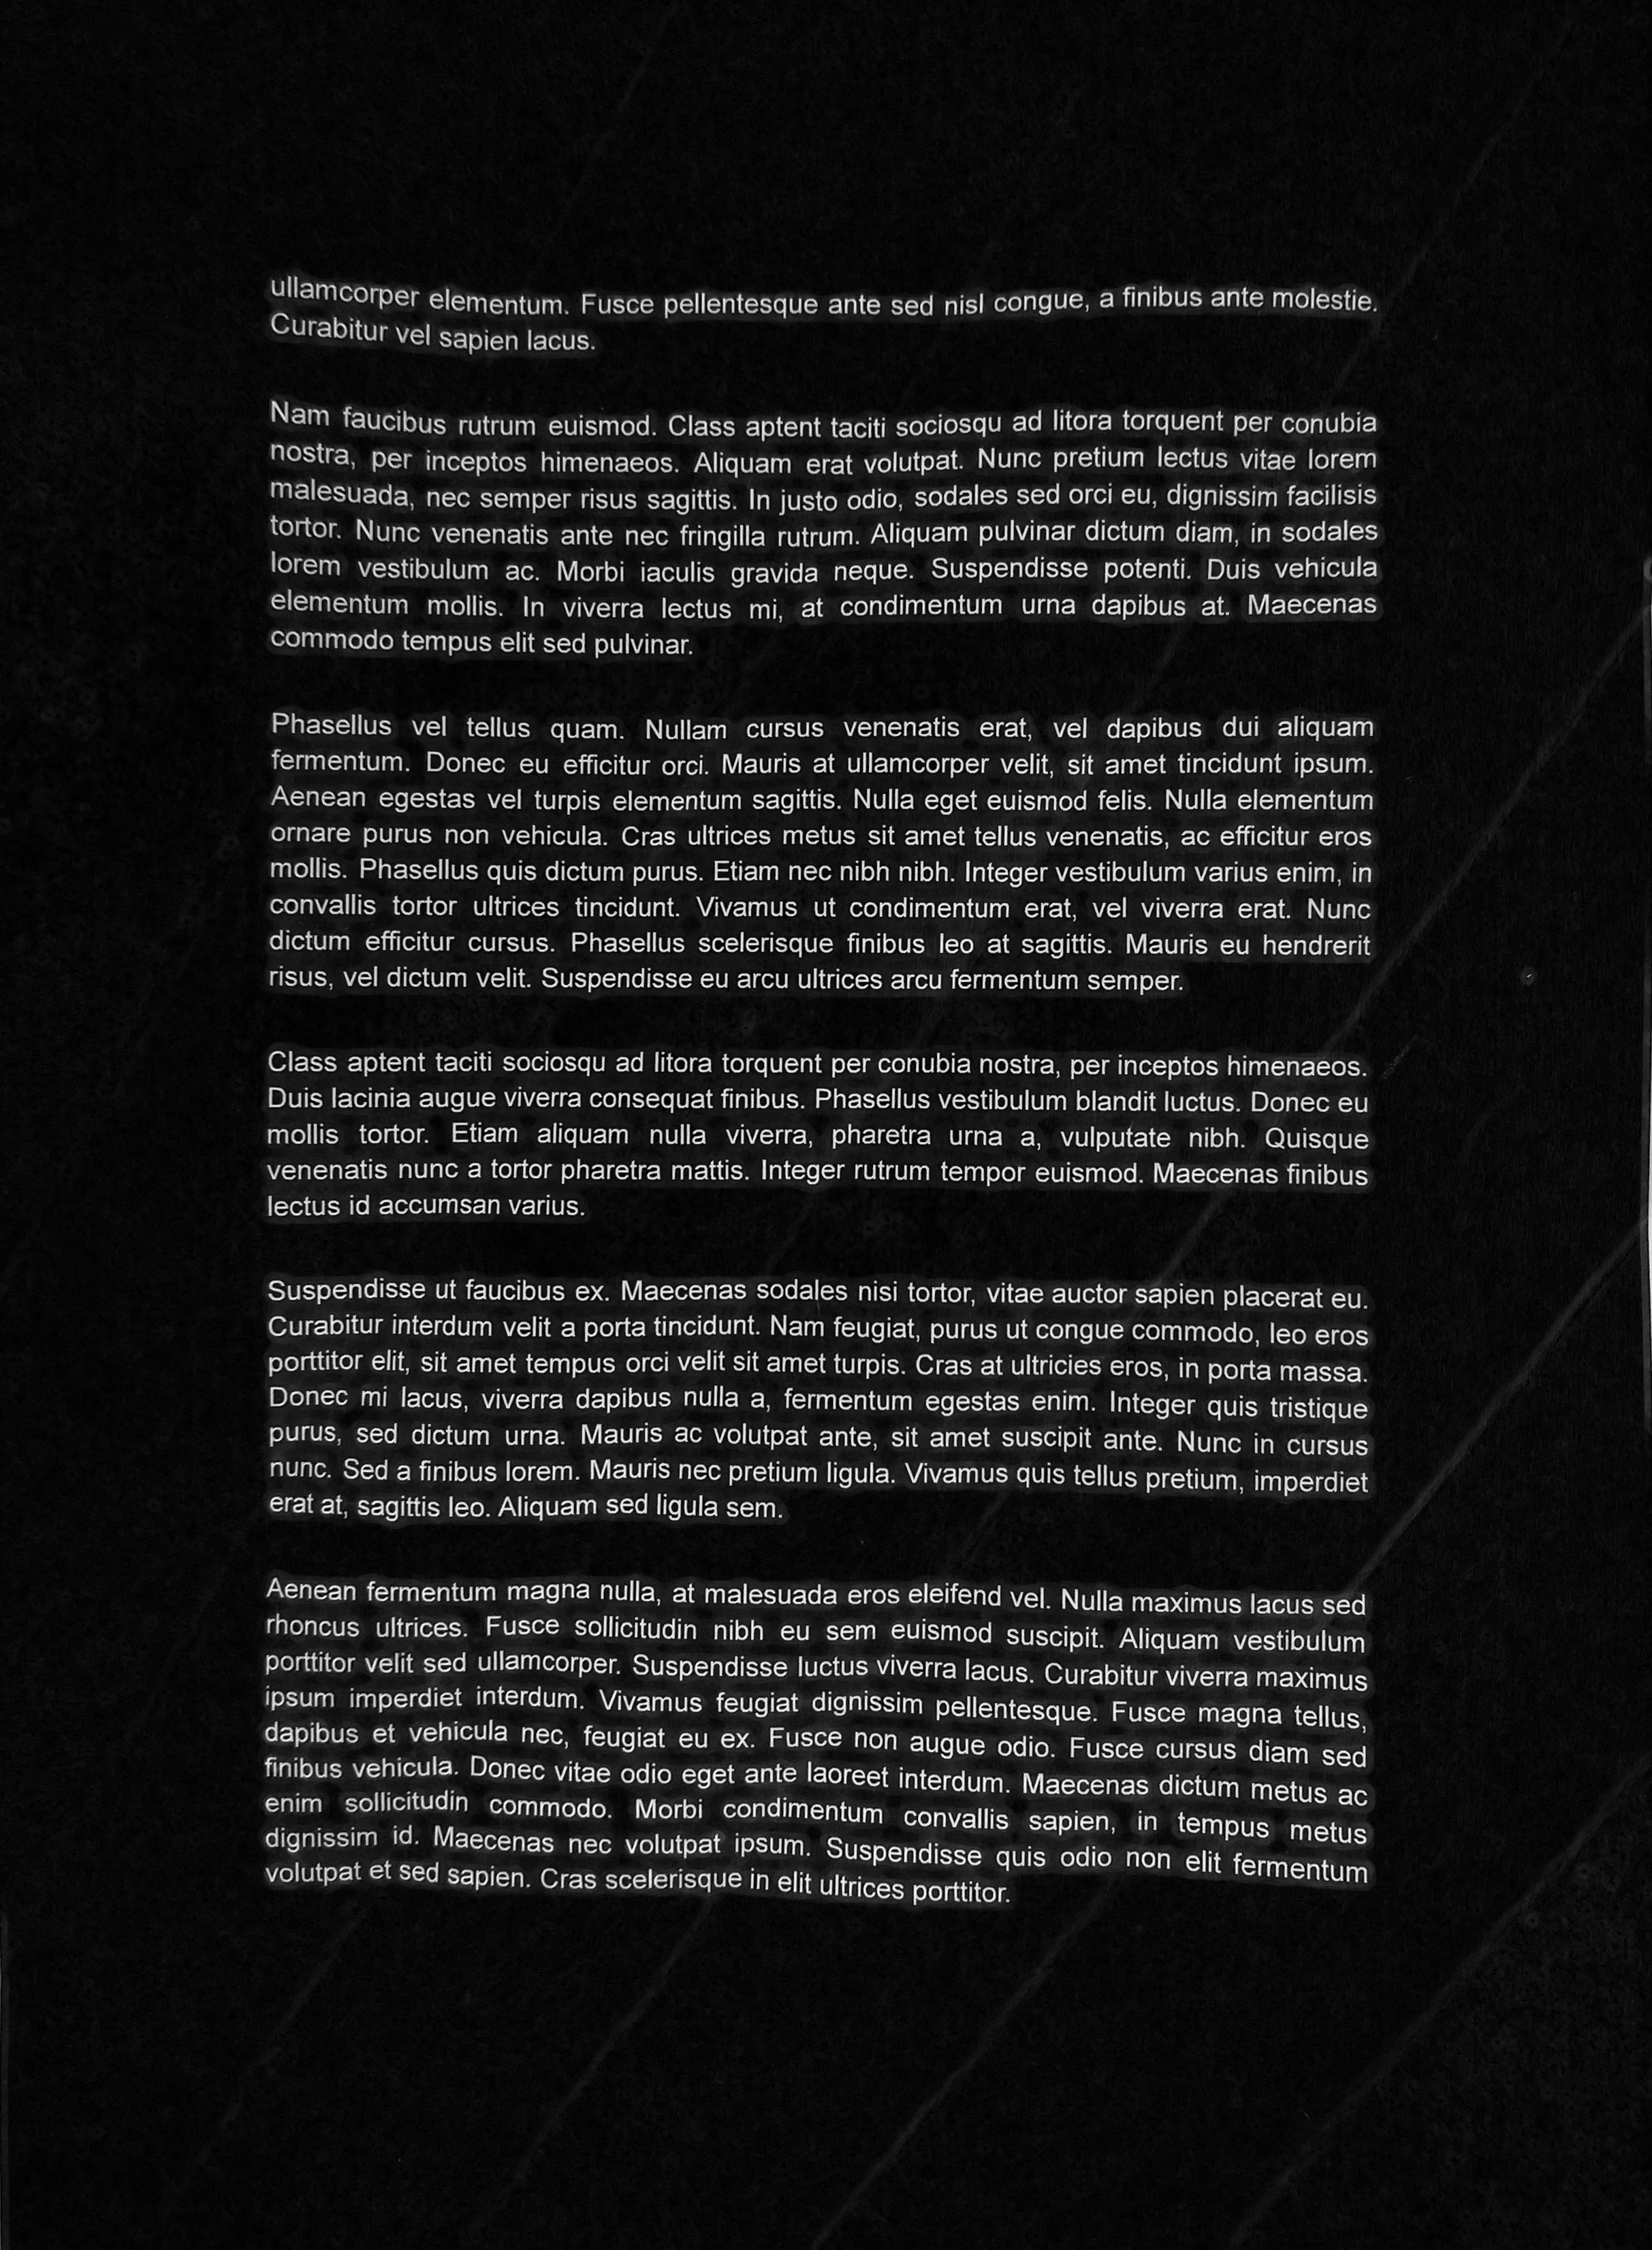 ullamcorper elementum. Fusce pellentesque ante sed nisl congue, a finibus ante molestie.
Curabitur vel sapien lacus.
Nam faucibus rutrum euismod. Class aptent taciti sociosqu ad litora torquent per conubia
nostra, per inceptos himenaeos. Aliquam erat volutpat. Nunc pretium lectus vitae lorem
malesuada, nec semper risus sagittis. In justo odio, sodales sed orci eu, dignissim facilisis
tortor. Nunc venenatis ante nec fringilla rutrum. Aliquam pulvinar dictum diam, in sodales
lorem vestibulum ac. Morbi iaculis gravida neque. Suspendisse potenti. Duis vehicula
elementum mollis. In viverra lectus mi, at condimentum urna dapibus at. Maecenas
commodo tempus elit sed pulvinar.
Phasellus vel tellus quam. Nullam cursus venenatis erat, vel dapibus dui aliquam
fermentum. Donec eu efficitur orci. Mauris at ullamcorper velit, sit amet tincidunt ipsum.
Aenean egestas vel turpis elementum sagittis. Nulla eget euismod felis. Nulla elementum
ornare purus non vehicula. Cras ultrices metus sit amet tellus venenatis, ac efficitur eros
mollis. Phasellus quis dictum purus. Etiam nec nibh nibh. Integer vestibulum varius enim, in
convallis tortor ultrices tincidunt. Vivamus ut condimentum erat, vel viverra erat. Nunc
dictum efficitur cursus. Phasellus scelerisque finibus leo at sagittis. Mauris eu hendrerit
risus, vel dictum velit. Suspendisse eu arcu ultrices arcu fermentum semper.
Class aptent taciti sociosqu ad litora torquent per conubia nostra, per inceptos himenaeos.
Duis lacinia augue viverra consequat finibus. Phasellus vestibulum blandit luctus. Donec eu
mollis tortor. Etiam aliquam nulla viverra, pharetra urna a, vulputate nibh. Quisque
venenatis nunc a tortor pharetra mattis. Integer rutrum tempor euismod. Maecenas finibus
lectus id accumsan varius.
Suspendisse ut faucibus ex. Maecenas sodales nisi tortor, vitae auctor sapien placerat eu.
Curabitur interdum velit a porta tincidunt. Nam feugiat, purus ut congue commodo, leo eros
porttitor elit, sit amet tempus orci velit sit amet turpis. Cras at ultricies eros, in porta massa.
Donec mi lacus, viverra dapibus nulla a, fermentum egestas enim. Integer quis tristique
purus, sed dictum urna. Mauris ac volutpat ante, sit amet suscipit ante. Nunc in cursus
nunc. Sed a finibus lorem. Mauris nec pretium ligula. Vivamus quis tellus pretium, imperdiet
erat at, sagittis leo. Aliquam sed ligula sem.
Aenean fermentum magna nulla, at malesuada eros eleifend vel. Nulla maximus lacus sed
rhoncus ultrices. Fusce sollicitudin nibh eu sem euismod suscipit. Aliquam vestibulum
porttitor velit sed ullamcorper. Suspendisse luctus viverra lacus. Curabitur viverra maximus
ipsum imperdiet interdum. Vivamus feugiat dignissim pellentesque. Fusce magna tellus,
dapibus et vehicula nec, feugiat eu ex. Fusce non augue odio. Fusce cursus diam sed
finibus vehicula. Donec vitae odio eget ante laoreet interdum. Maecenas dictum metus ac
enim sollicitudin commodo. Morbi condimentum convallis sapien, in tempus metus
dignissim id. Maecenas nec volutpat ipsum. Suspendisse quis odio non elit fermentum
volutpat et sed sapien. Cras scelerisque in elit ultrices porttitor.